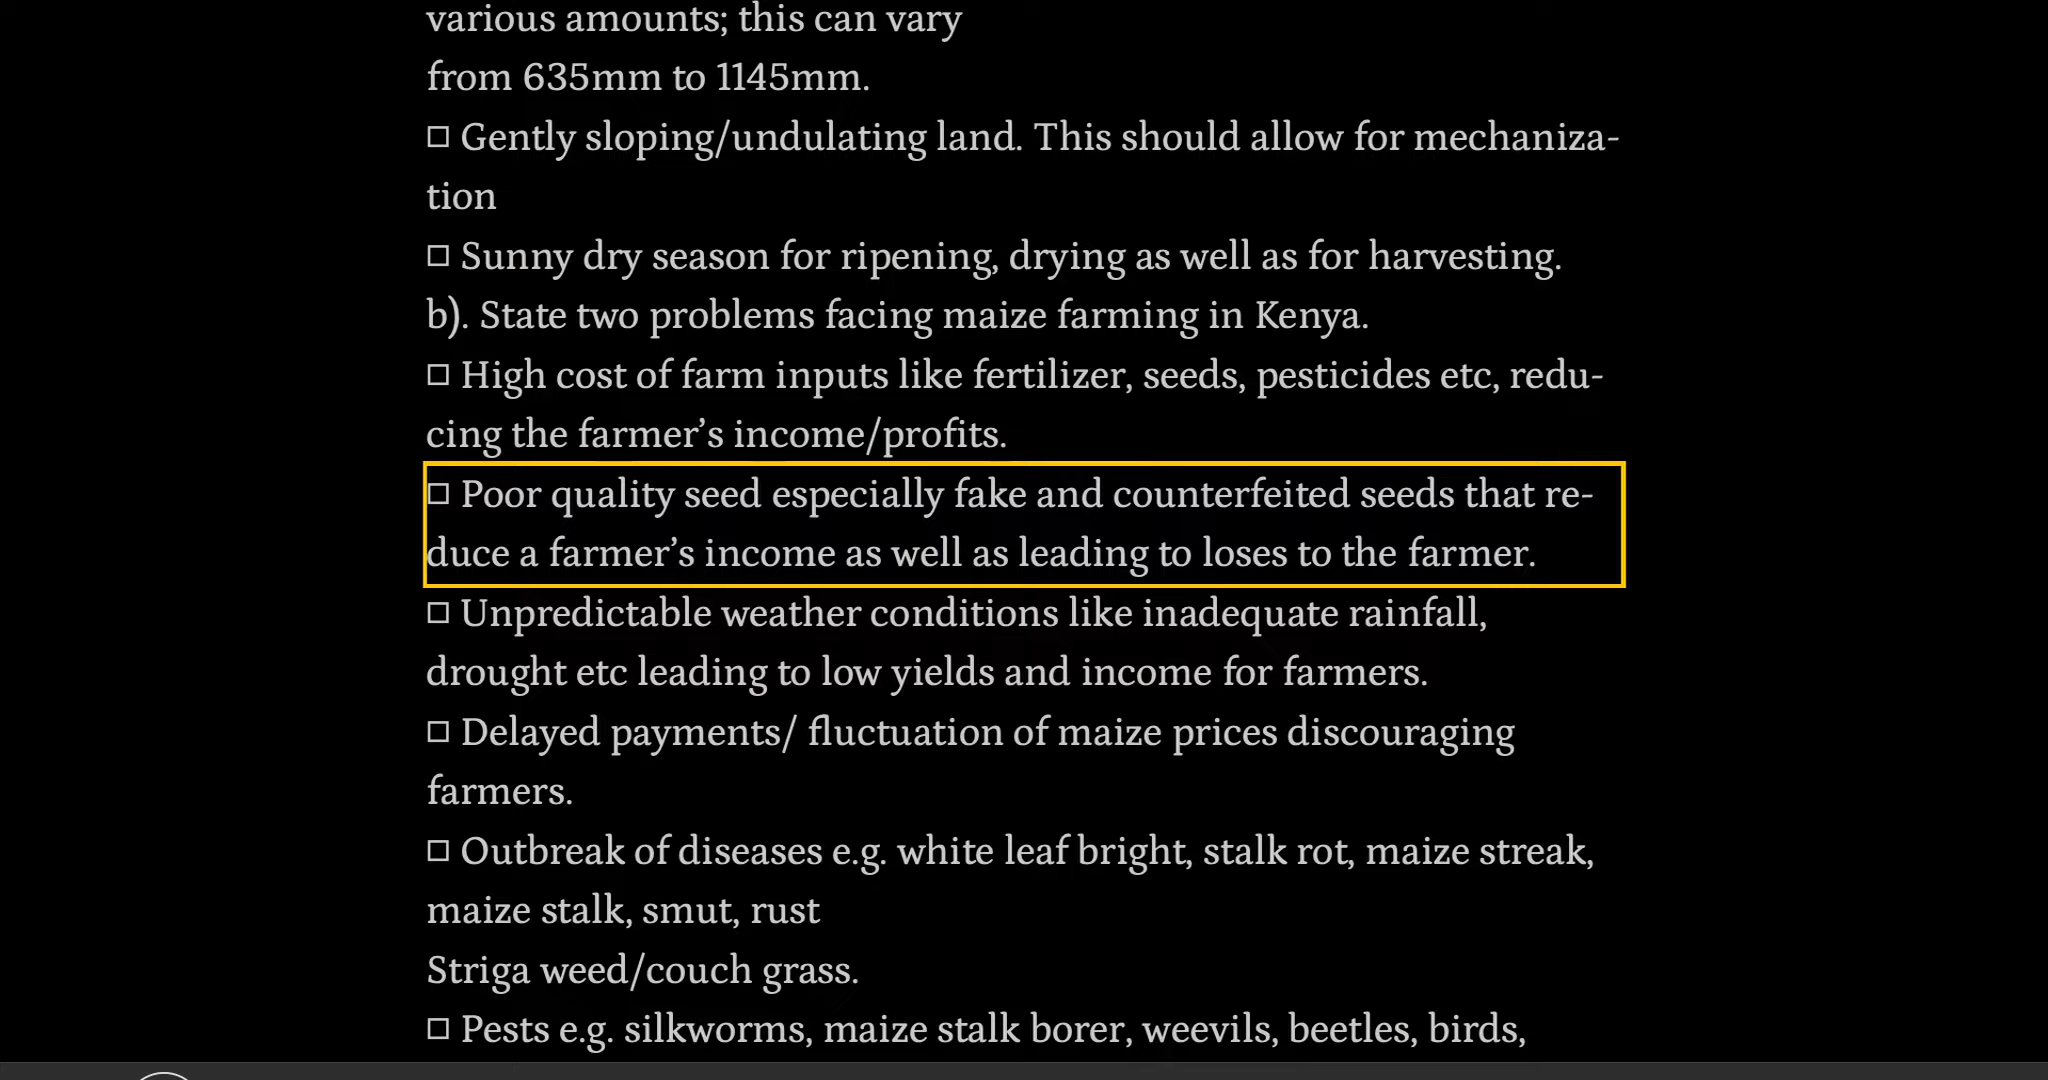 various amounts; this can vary
from 635mm to 1145mm.
□ Gently sloping/undulating land. This should allow for mechaniza-
tion
□ Sunny dry season for ripening, drying as well as for harvesting.
b). State two problems facing maize farming in Kenya.
□ High cost of farm inputs like fertilizer, seeds, pesticides etc, redu-
cing the farmer’s income/profits.
□ Poor quality seed especially fake and counterfeited seeds that re-
duce a farmer’s income as well as leading to loses to the farmer.
□ Unpredictable weather conditions like inadequate rainfall,
drought etc leading to low yields and income for farmers.
□ Delayed payments/ fluctuation of maize prices discouraging
farmers.
□ Outbreak of diseases e.g. white leaf bright, stalk rot, maize streak,
maize stalk, smut, rust
Striga weed/couch grass.
□ Pests e.g. silkworms, maize stalk borer, weevils, beetles, birds,